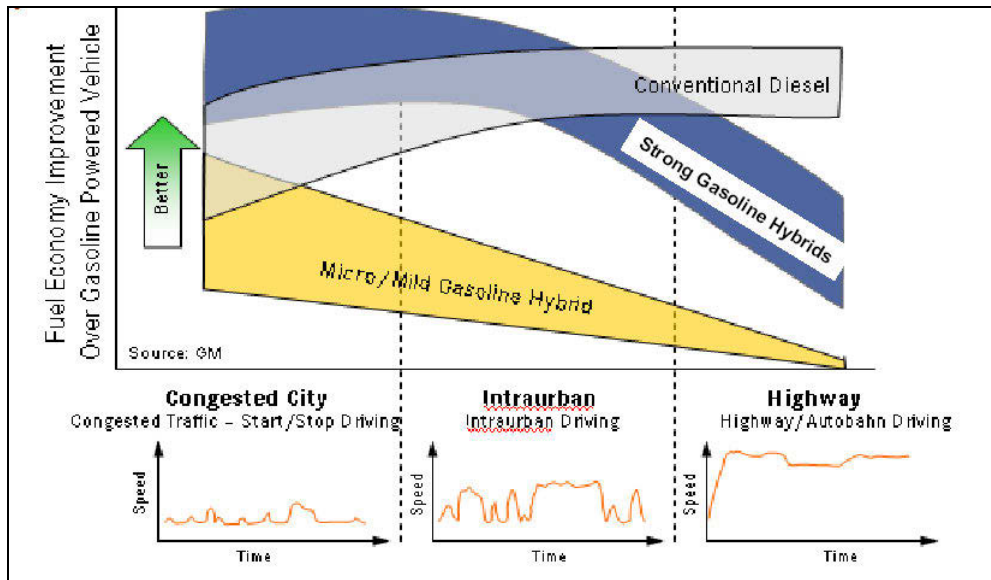 Fuel Economy Improvement
Over Gasoline Powered Vehicle
Better
Conventional Diesel
Strong Gasoline Hybrids
Micro/Mild Gasoline Hybrid
Source: GM
Congested City
Congested Traffic – Start/Stop Driving
Intraurban
Intraurban Driving
Highway
Highway/Autobahn Driving
Speed
Time
Speed
Time
Speed
Time